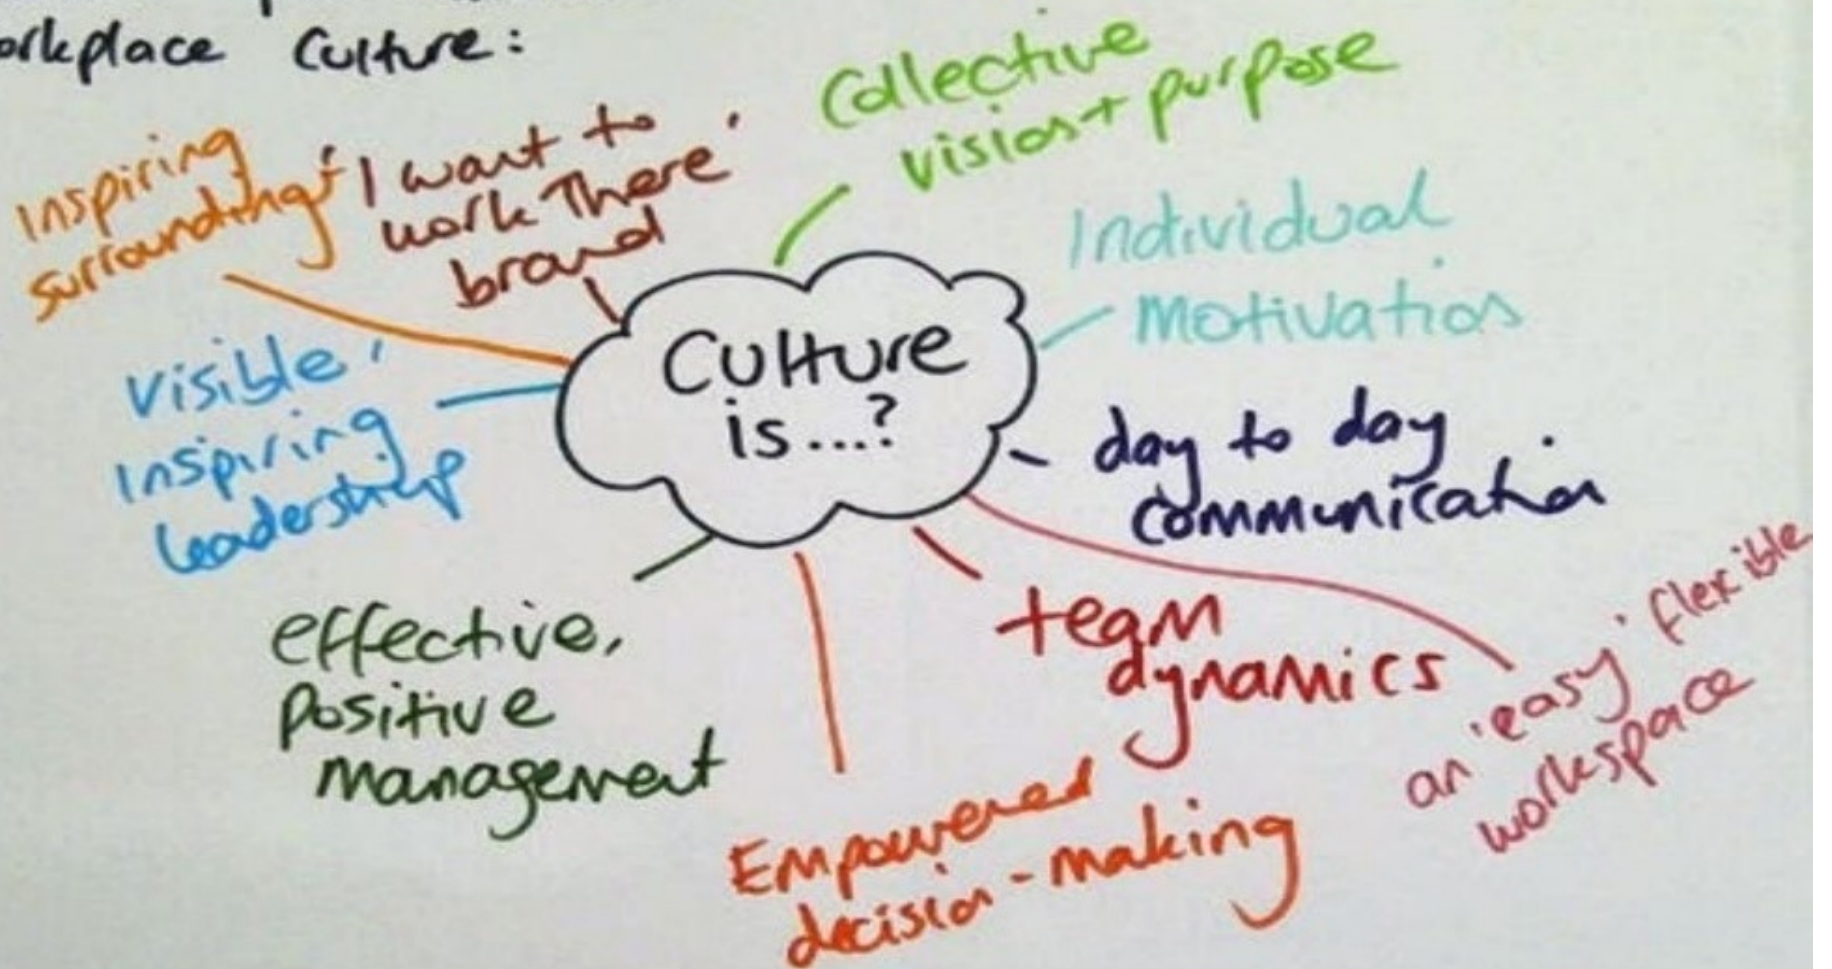 orkplace Culture:
Collective
vision + purpose
Individual
Motivation
day to day
communication
an 'easy' flexible
workspace
team
dynamics
Empowered
decision-making
effective,
positive
management
Visible,
inspiring
leadership
Inspiring
surroundings
'I want to
work there'
brand
Culture
is...?